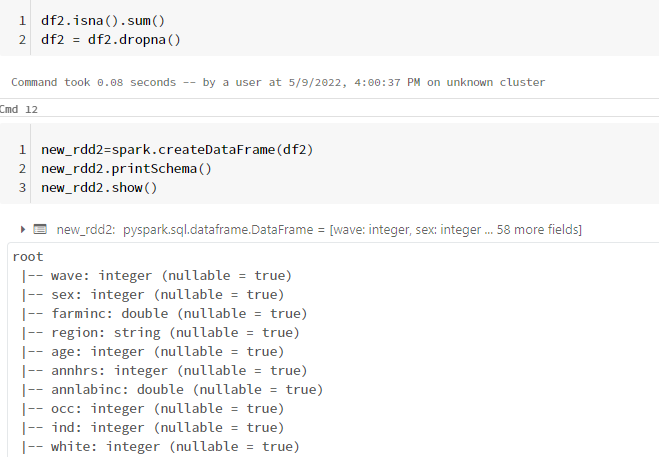 1 df2.isna().sum()
2 df2 = df2.dropna()
Command took 0.08 seconds -- by a user at 5/9/2022, 4:00:37 PM on unknown cluster
Cmd 12
1 new_rdd2=spark.createDataFrame(df2)
2 new_rdd2.printSchema()
3 new_rdd2.show()
new_rdd2: pyspark.sql.dataframe.DataFrame = [wave: integer, sex: integer ... 58 more fields]
root
|-- wave: integer (nullable = true)
|-- sex: integer (nullable = true)
|-- farminc: double (nullable = true)
|-- region: string (nullable = true)
|-- age: integer (nullable = true)
|-- annhrs: integer (nullable = true)
|-- annlabinc: double (nullable = true)
|-- occ: integer (nullable = true)
|-- ind: integer (nullable = true)
|-- white: integer (nullable = true)